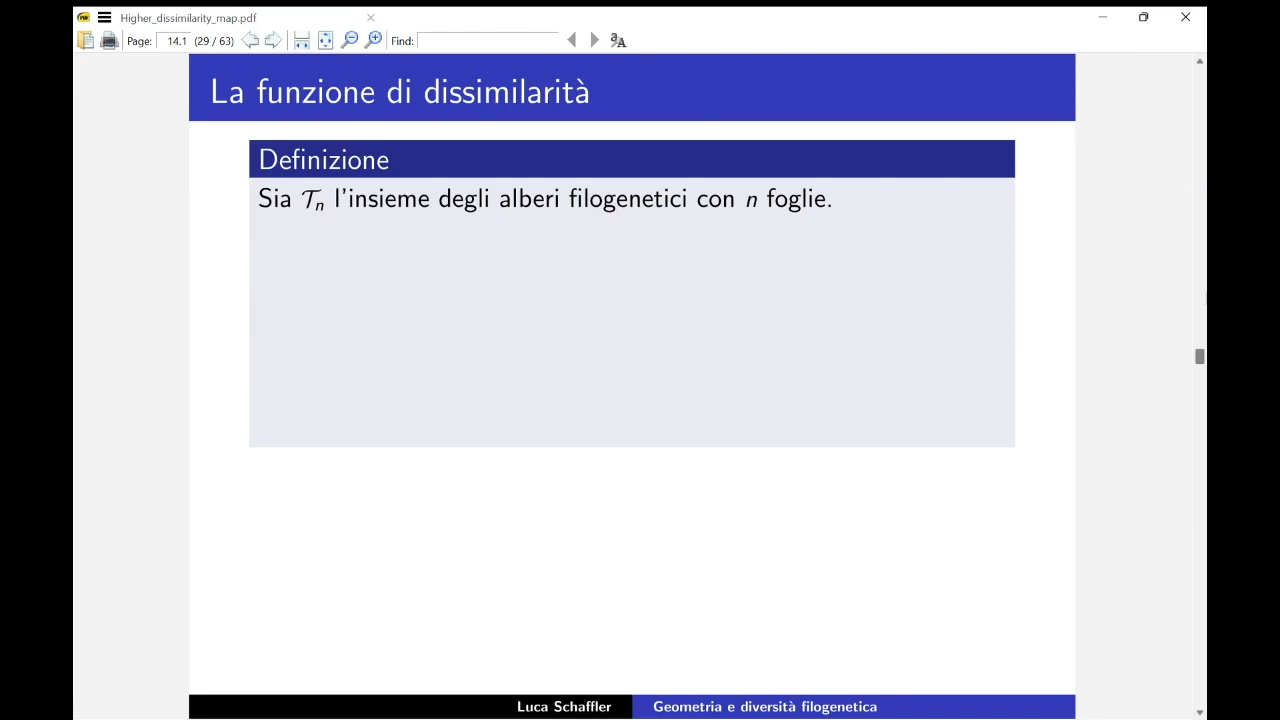 Higher_dissimilarity_map.pdf
Page: 14.1 (29 / 63) Find:
La funzione di dissimilarità
Definizione
Sia 𝒯ₙ l'insieme degli alberi filogenetici con n foglie.
Luca Schaffler Geometria e diversità filogenetica